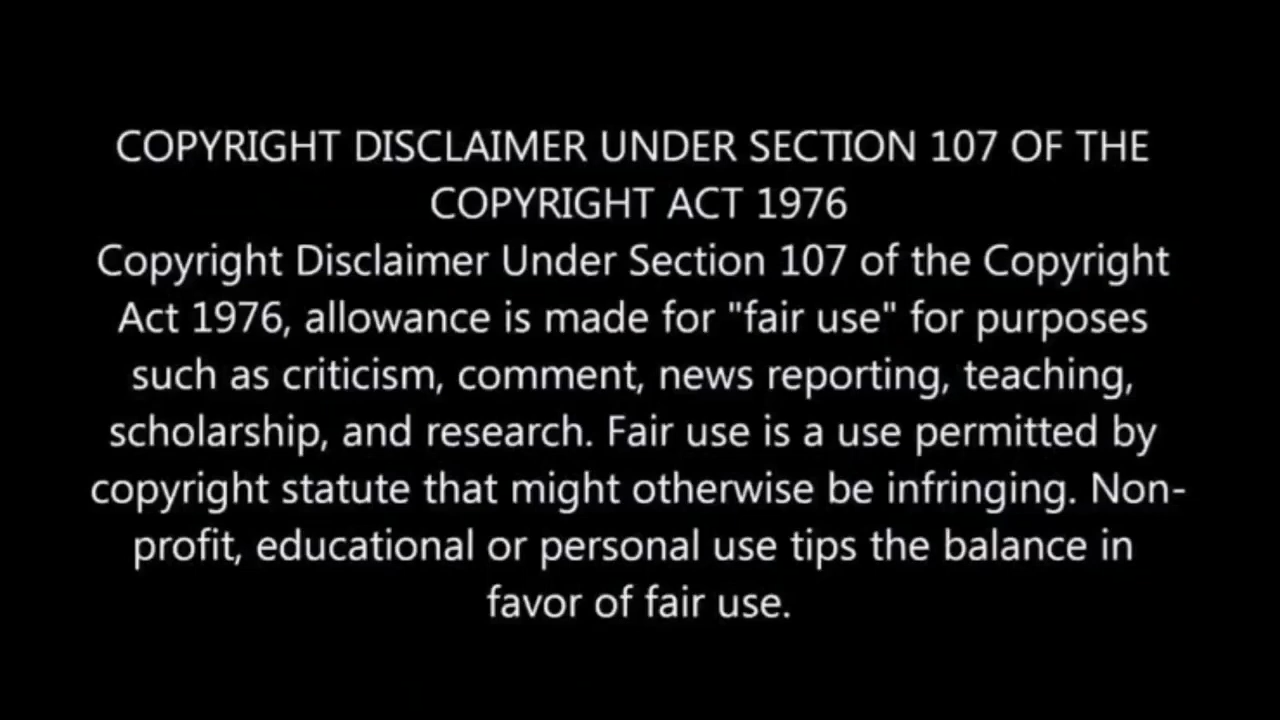 COPYRIGHT DISCLAIMER UNDER SECTION 107 OF THE
COPYRIGHT ACT 1976
Copyright Disclaimer Under Section 107 of the Copyright
Act 1976, allowance is made for "fair use" for purposes
such as criticism, comment, news reporting, teaching,
scholarship, and research. Fair use is a use permitted by
copyright statute that might otherwise be infringing. Non-
profit, educational or personal use tips the balance in
favor of fair use.